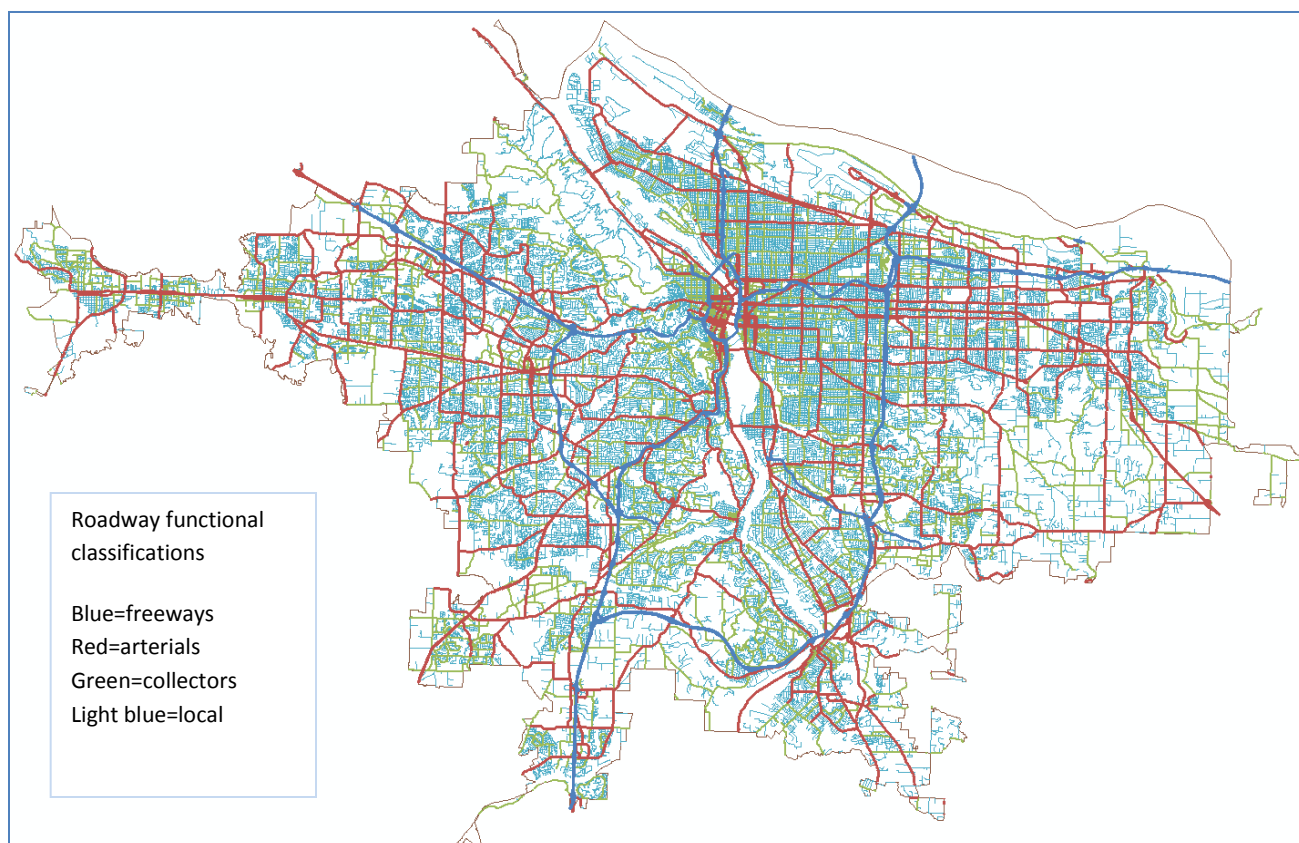 Roadway functional
classifications
Blue=freeways
Red=arterials
Green=collectors
Light blue=local